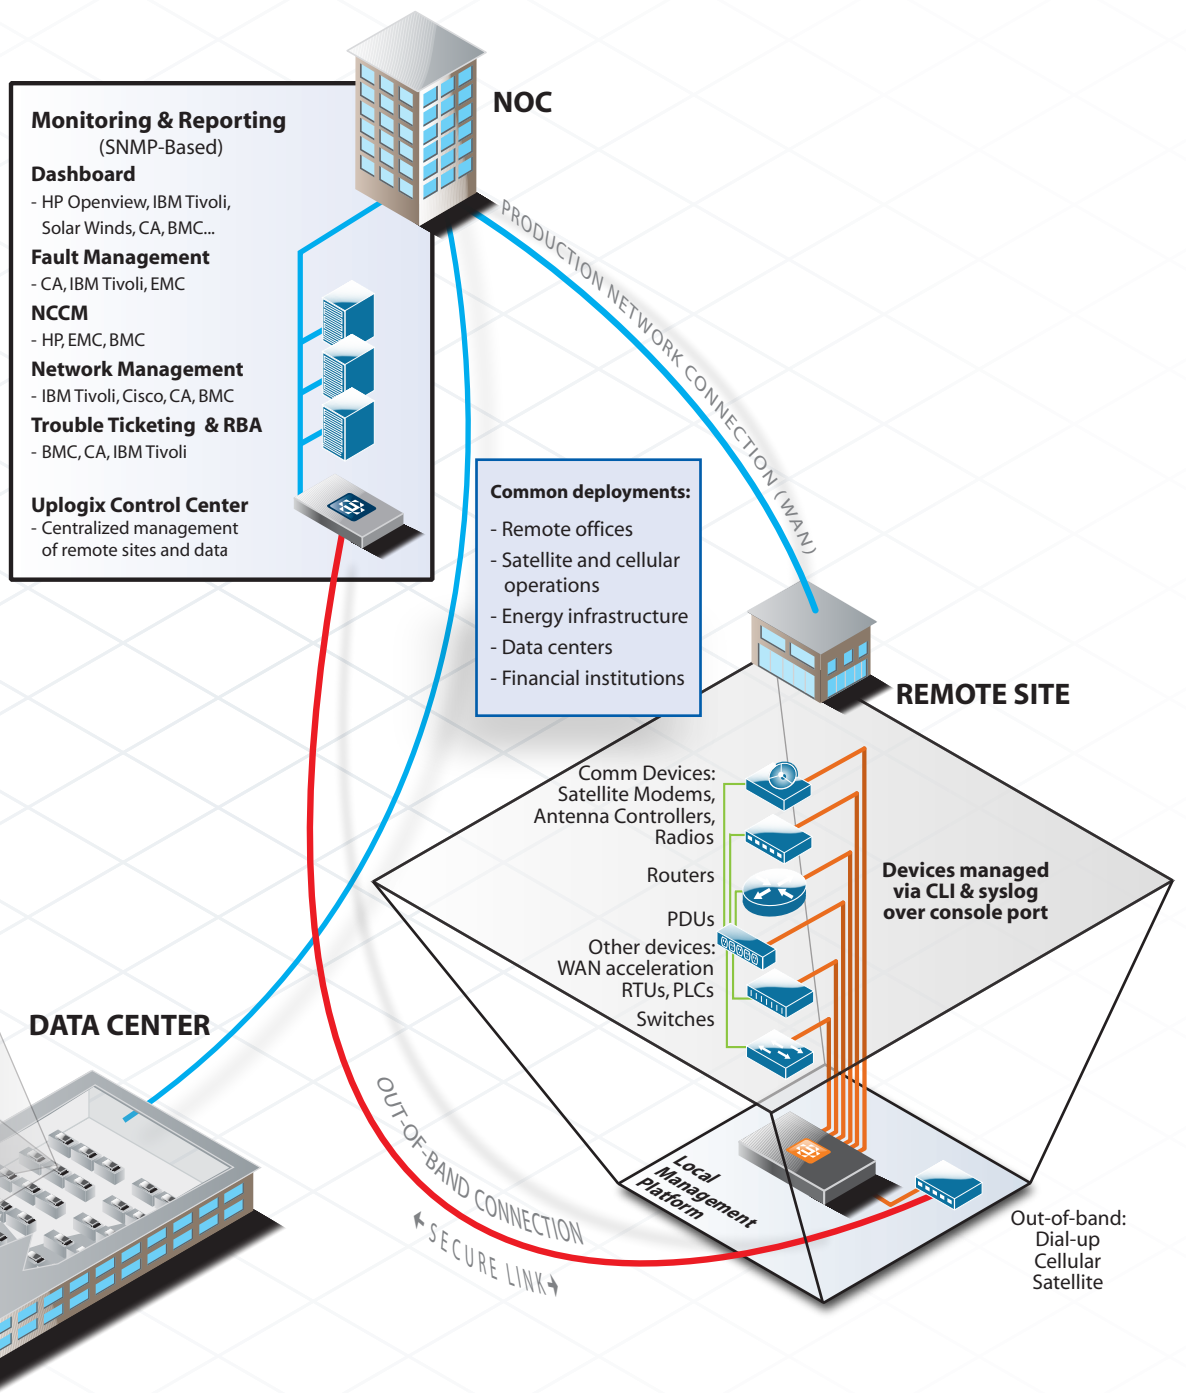 NOC
Monitoring & Reporting
(SNMP-Based)
Dashboard
- HP Openview, IBM Tivoli,
Solar Winds, CA, BMC...
Fault Management
- CA, IBM Tivoli, EMC
NCCM
- HP, EMC, BMC
Network Management
- IBM Tivoli, Cisco, CA, BMC
Trouble Ticketing & RBA
- BMC, CA, IBM Tivoli
Uplogix Control Center
- Centralized management
of remote sites and data
PRODUCTION NETWORK CONNECTION (WAN)
Common deployments:
- Remote offices
- Satellite and cellular
operations
- Energy infrastructure
- Data centers
- Financial institutions
REMOTE SITE
Comm Devices:
Satellite Modems,
Antenna Controllers,
Radios
Routers
PDUs
Other devices:
WAN acceleration
RTUs, PLCs
Switches
Devices managed
via CLI & syslog
over console port
DATA CENTER
OUT-OF-BAND CONNECTION
SECURE LINK
Local
Management
Platform
Out-of-band:
Dial-up
Cellular
Satellite